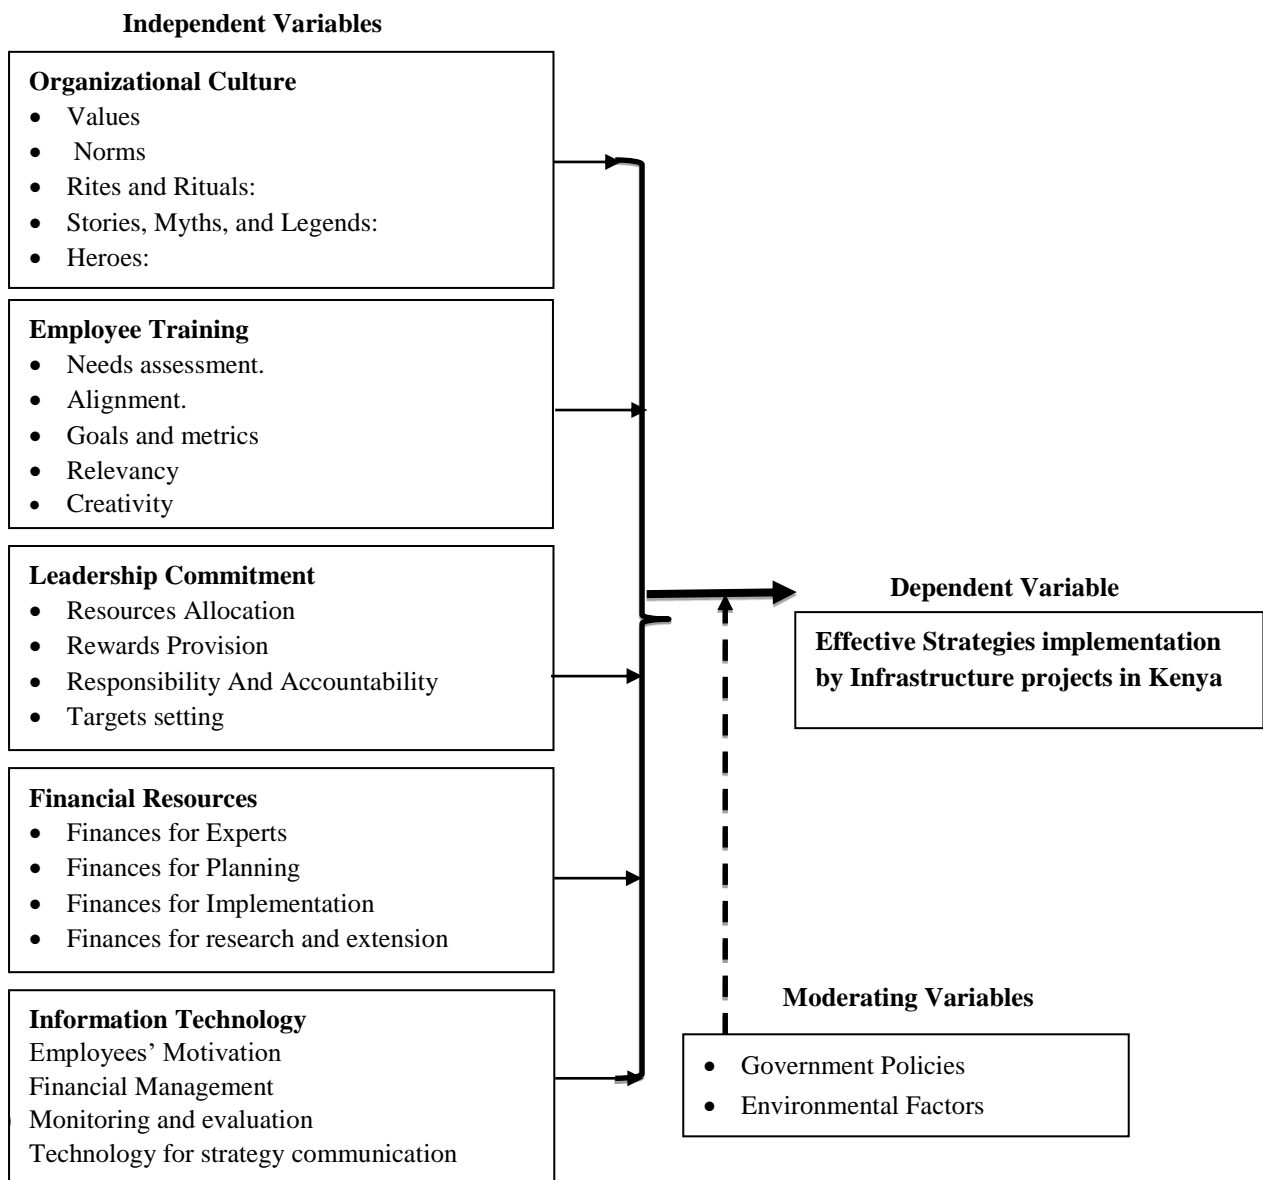 Independent Variables
Organizational Culture
• Values
• Norms
• Rites and Rituals:
• Stories, Myths, and Legends:
• Heroes:
Employee Training
• Needs assessment.
• Alignment.
• Goals and metrics
• Relevancy
• Creativity
Leadership Commitment
• Resources Allocation
• Rewards Provision
• Responsibility And Accountability
• Targets setting
Financial Resources
• Finances for Experts
• Finances for Planning
• Finances for Implementation
• Finances for research and extension
Information Technology
Employees’ Motivation
Financial Management
Monitoring and evaluation
Technology for strategy communication
Dependent Variable
Effective Strategies implementation
by Infrastructure projects in Kenya
Moderating Variables
• Government Policies
• Environmental Factors